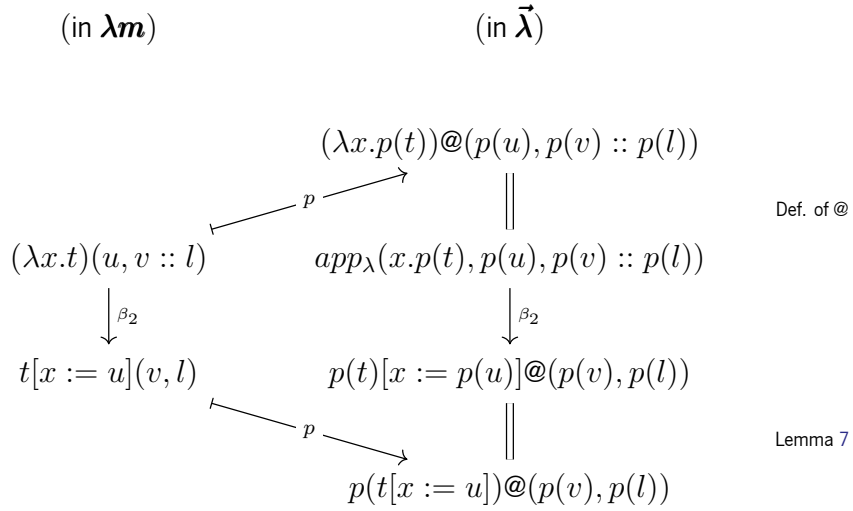 (in λm) (in λ⃗)
(λx.p(t))@(p(u), p(v) :: p(l))
p
Def. of @
(λx.t)(u, v :: l) app_λ(x.p(t), p(u), p(v) :: p(l))
β₂ β₂
t[x := u](v, l) p(t)[x := p(u)]@(p(v), p(l))
p
Lemma 7
p(t[x := u])@(p(v), p(l))